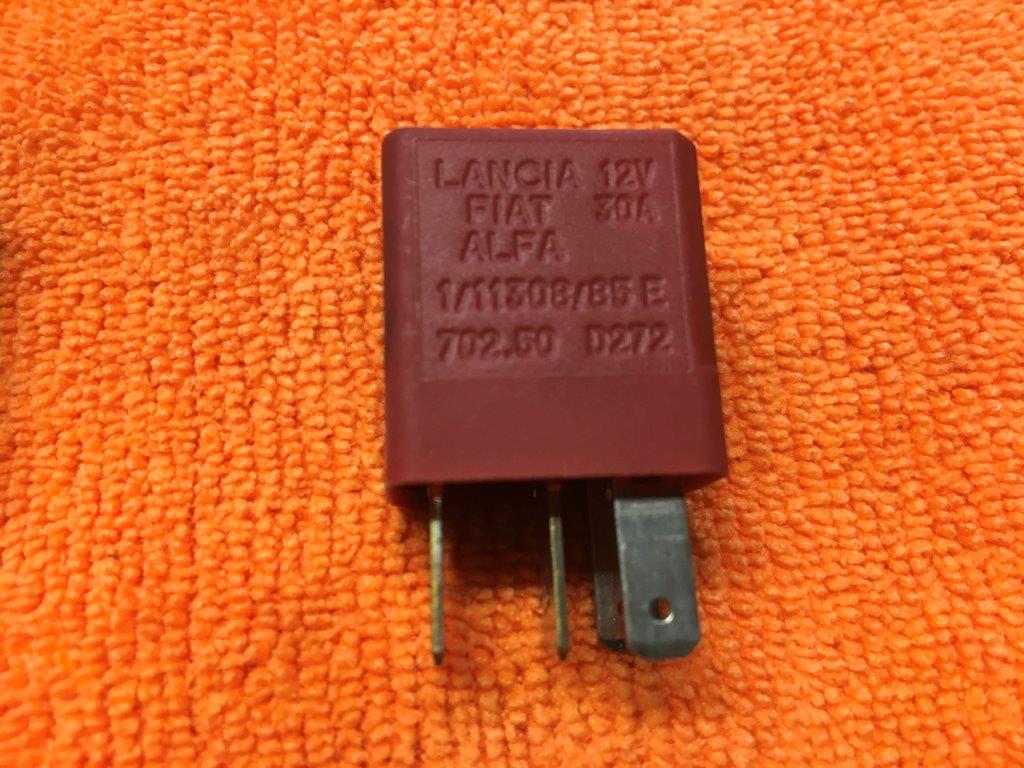 LANCIA 12V
FIAT 30A
ALFA
1/11308/85 E
702.50 D272